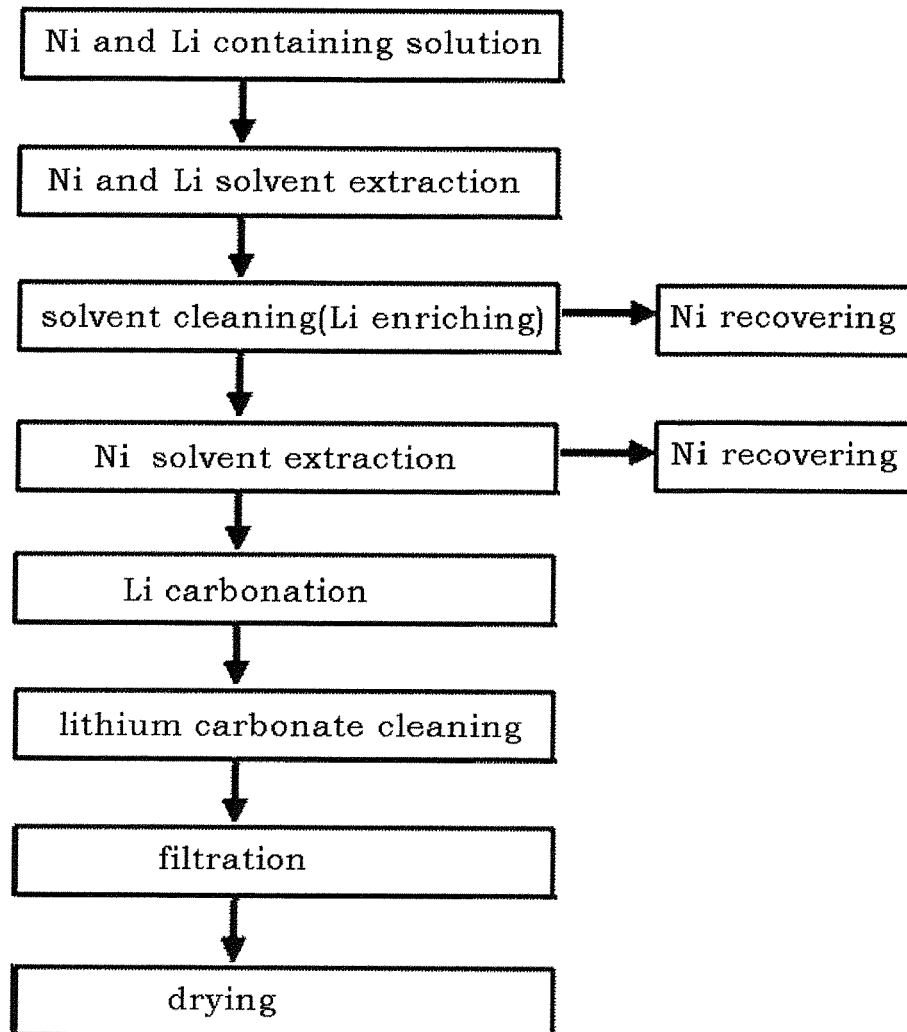 Ni and Li containing solution
Ni and Li solvent extraction
solvent cleaning(Li enriching)
Ni recovering
Ni solvent extraction
Ni recovering
Li carbonation
lithium carbonate cleaning
filtration
drying